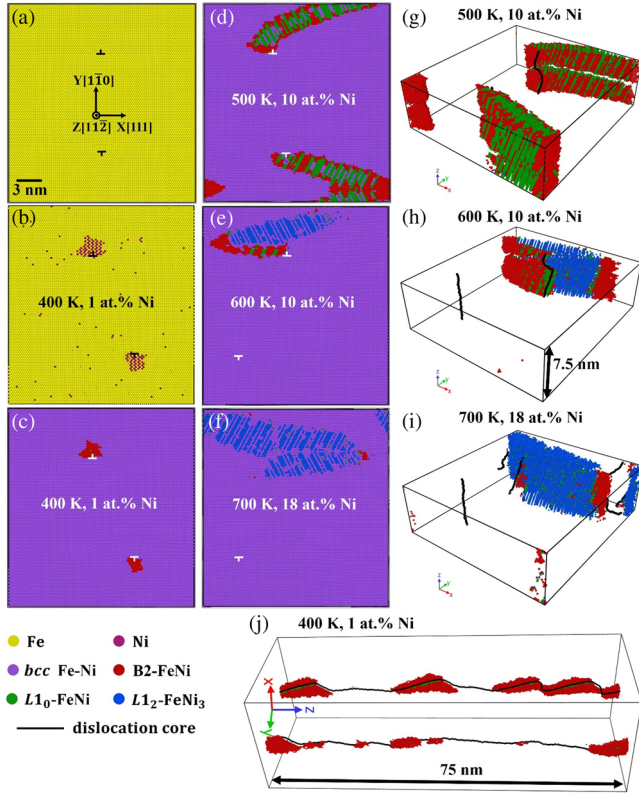 (a)
Y[11̅0]
Z[112̅] X[111]
3 nm
(b)
400 K, 1 at.% Ni
(c)
400 K, 1 at.% Ni
(d)
500 K, 10 at.% Ni
(e)
600 K, 10 at.% Ni
(f)
700 K, 18 at.% Ni
(g) 500 K, 10 at.% Ni
z
y
x
(h) 600 K, 10 at.% Ni
7.5 nm
z
y
x
(i) 700 K, 18 at.% Ni
z
y
x
Fe
Ni
bcc Fe-Ni
B2-FeNi
L1₀-FeNi
L1₂-FeNi₃
dislocation core
(j) 400 K, 1 at.% Ni
X
Z
Y
75 nm